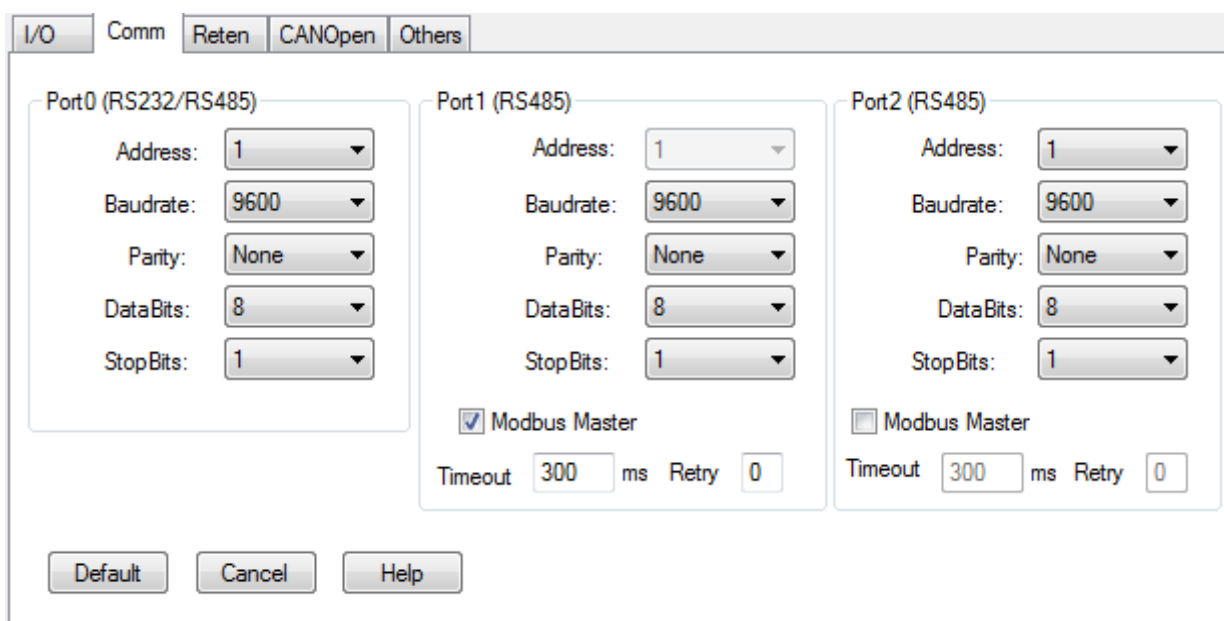 I/O Comm Reten CANOpen Others
Port0 (RS232/RS485)
Address: 1
Baudrate: 9600
Parity: None
DataBits: 8
StopBits: 1
Port1 (RS485)
Address: 1
Baudrate: 9600
Parity: None
DataBits: 8
StopBits: 1
Modbus Master
Timeout 300 ms Retry 0
Port2 (RS485)
Address: 1
Baudrate: 9600
Parity: None
DataBits: 8
StopBits: 1
Modbus Master
Timeout 300 ms Retry 0
Default Cancel Help